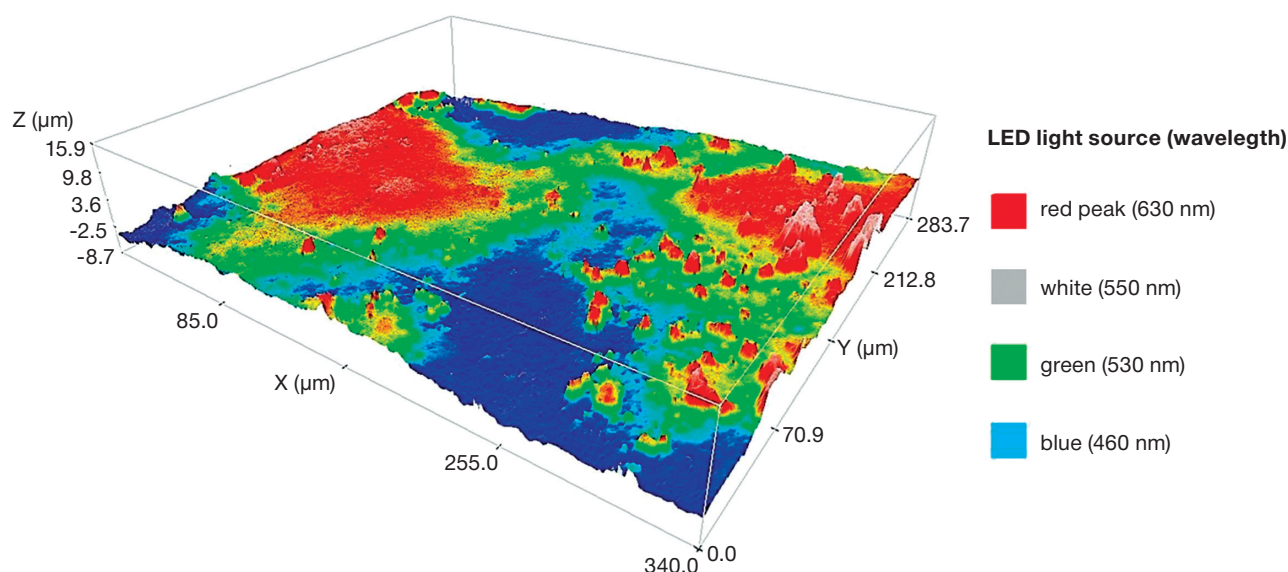 Z (μm)
15.9
9.8
3.6
-2.5
-8.7
85.0
X (μm)
255.0
340.0
0.0
70.9
Y (μm)
212.8
283.7
LED light source (wavelegth)
red peak (630 nm)
white (550 nm)
green (530 nm)
blue (460 nm)